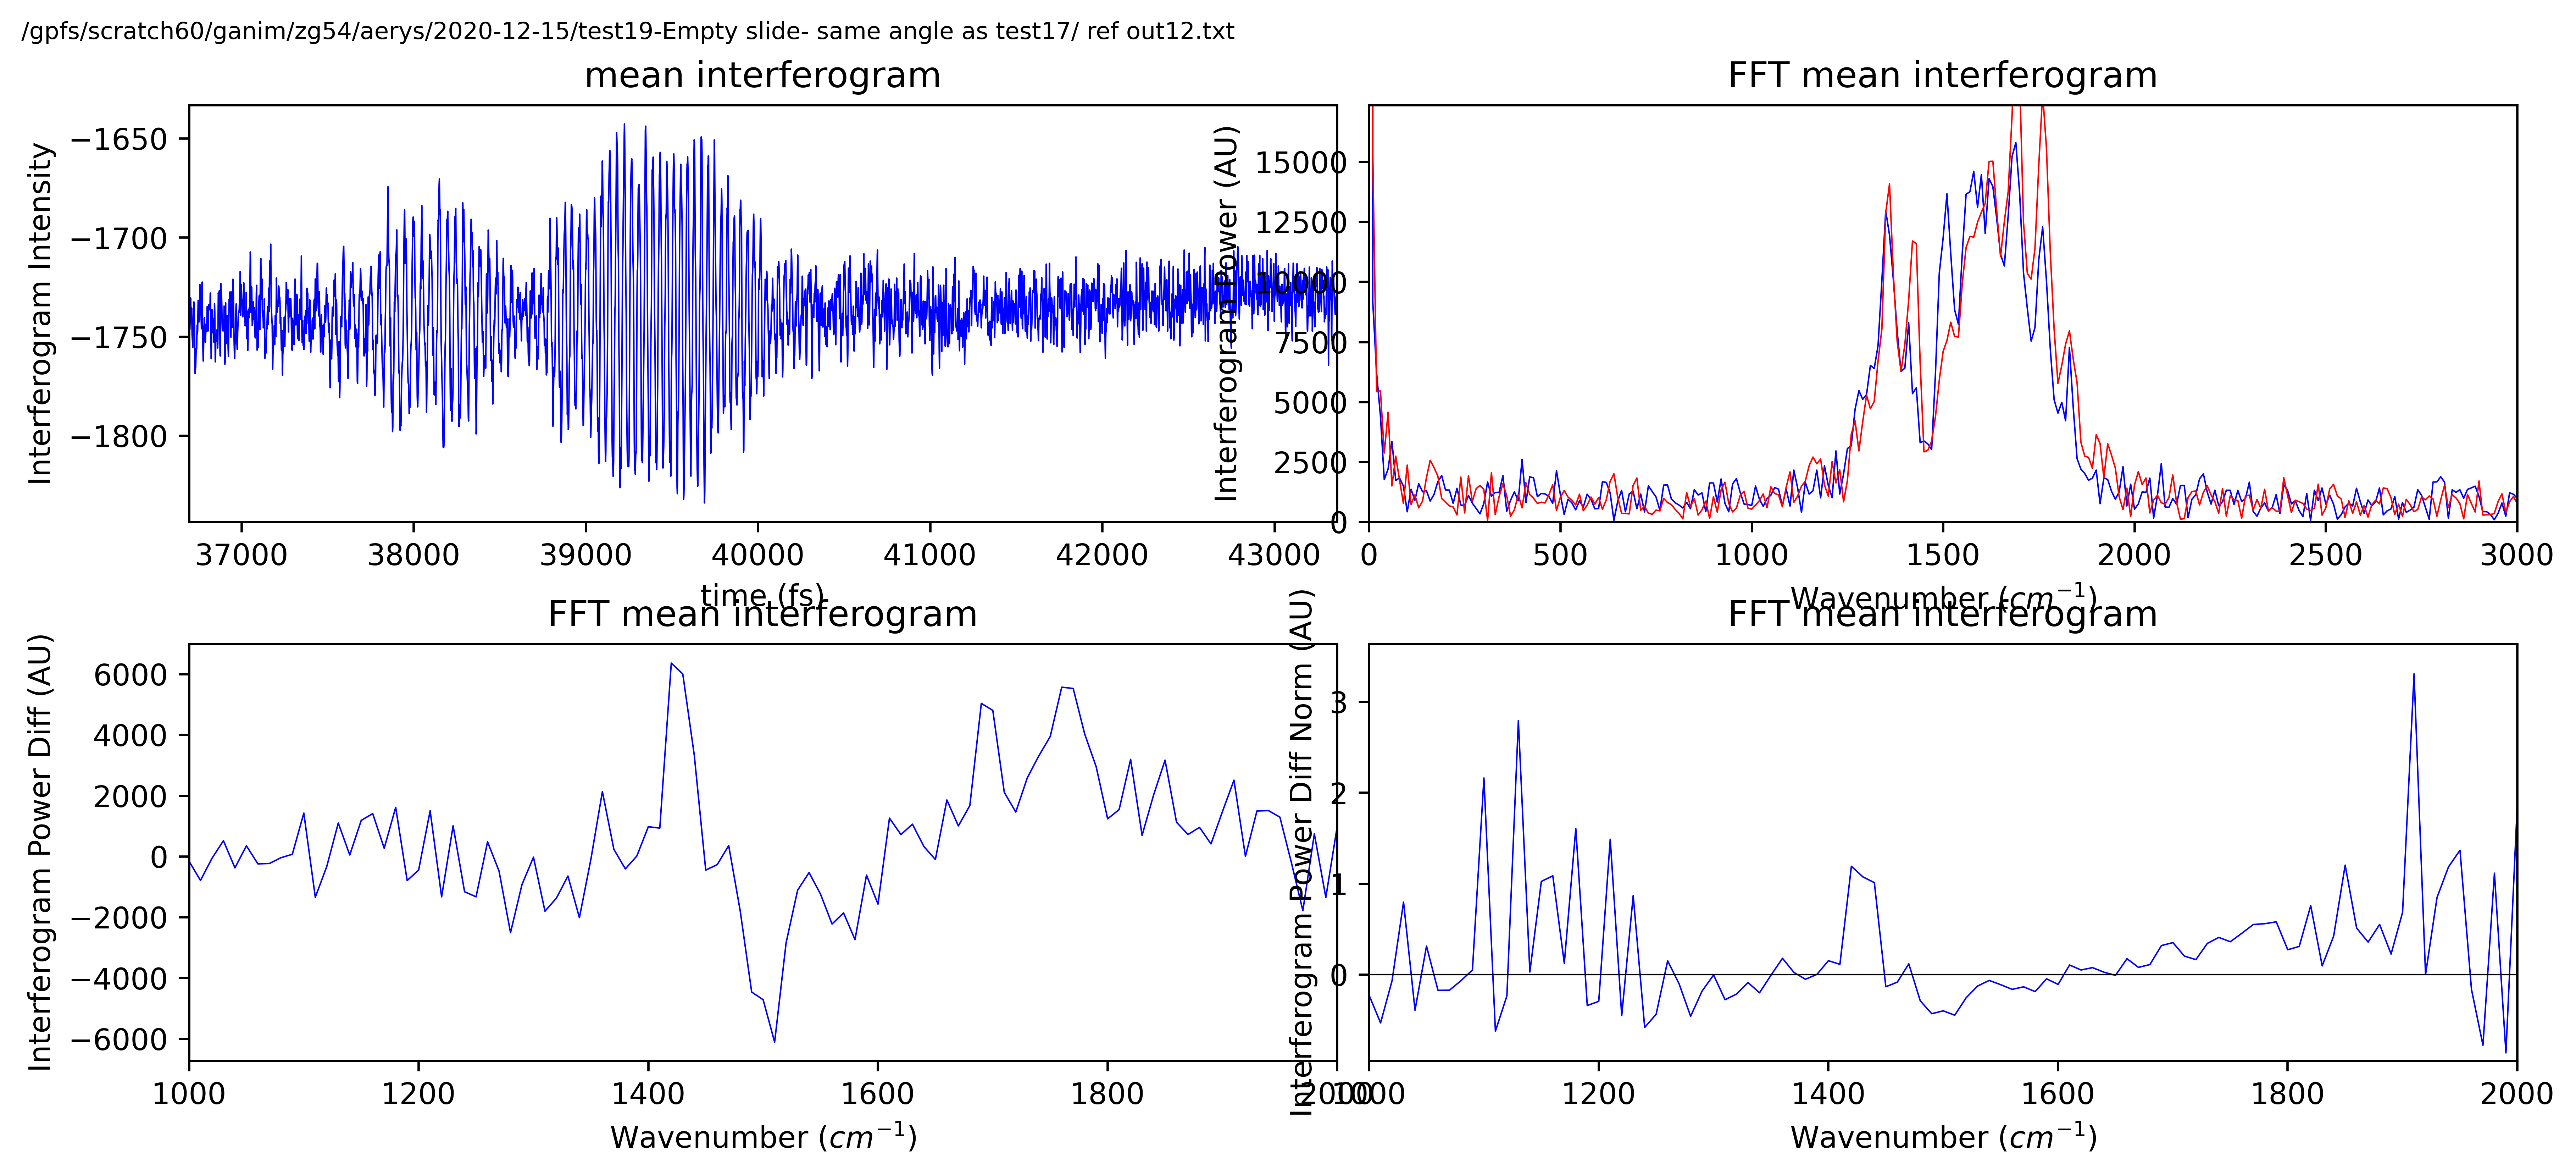 /gpfs/scratch60/ganim/zg54/aerys/2020-12-15/test19-Empty slide- same angle as test17/ ref out12.txt
mean interferogram
Interferogram Intensity
−1650
−1700
−1750
−1800
37000 38000 39000 40000 41000 42000 43000
time (fs)
FFT mean interferogram
Interferogram Power (AU)
15000
12500
10000
7500
5000
2500
0
0 500 1000 1500 2000 2500 3000
Wavenumber (cm⁻¹)
FFT mean interferogram
Interferogram Power Diff (AU)
6000
4000
2000
0
−2000
−4000
−6000
1000 1200 1400 1600 1800 2000
Wavenumber (cm⁻¹)
FFT mean interferogram
Interferogram Power Diff Norm (AU)
3
2
1
0
1000 1200 1400 1600 1800 2000
Wavenumber (cm⁻¹)